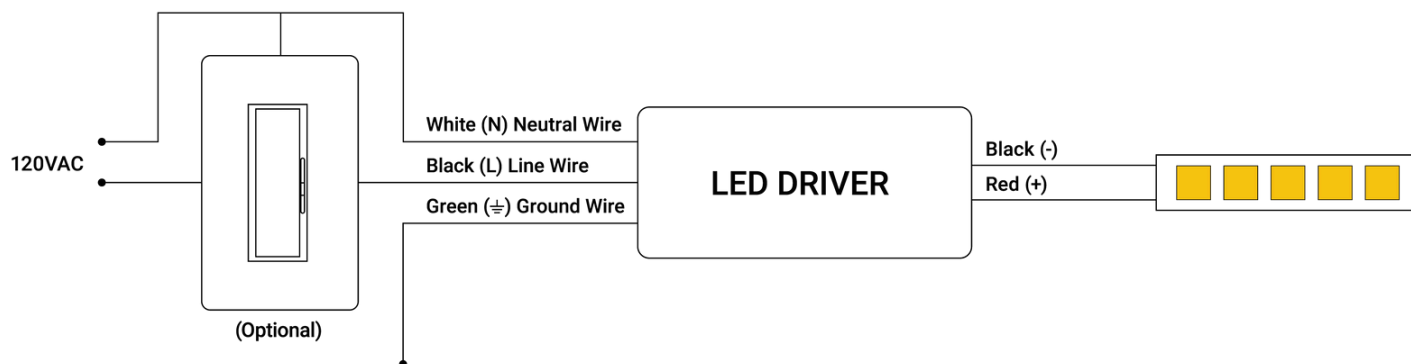 120VAC
(Optional)
White (N) Neutral Wire
Black (L) Line Wire
Green (⏚) Ground Wire
LED DRIVER
Black (-)
Red (+)